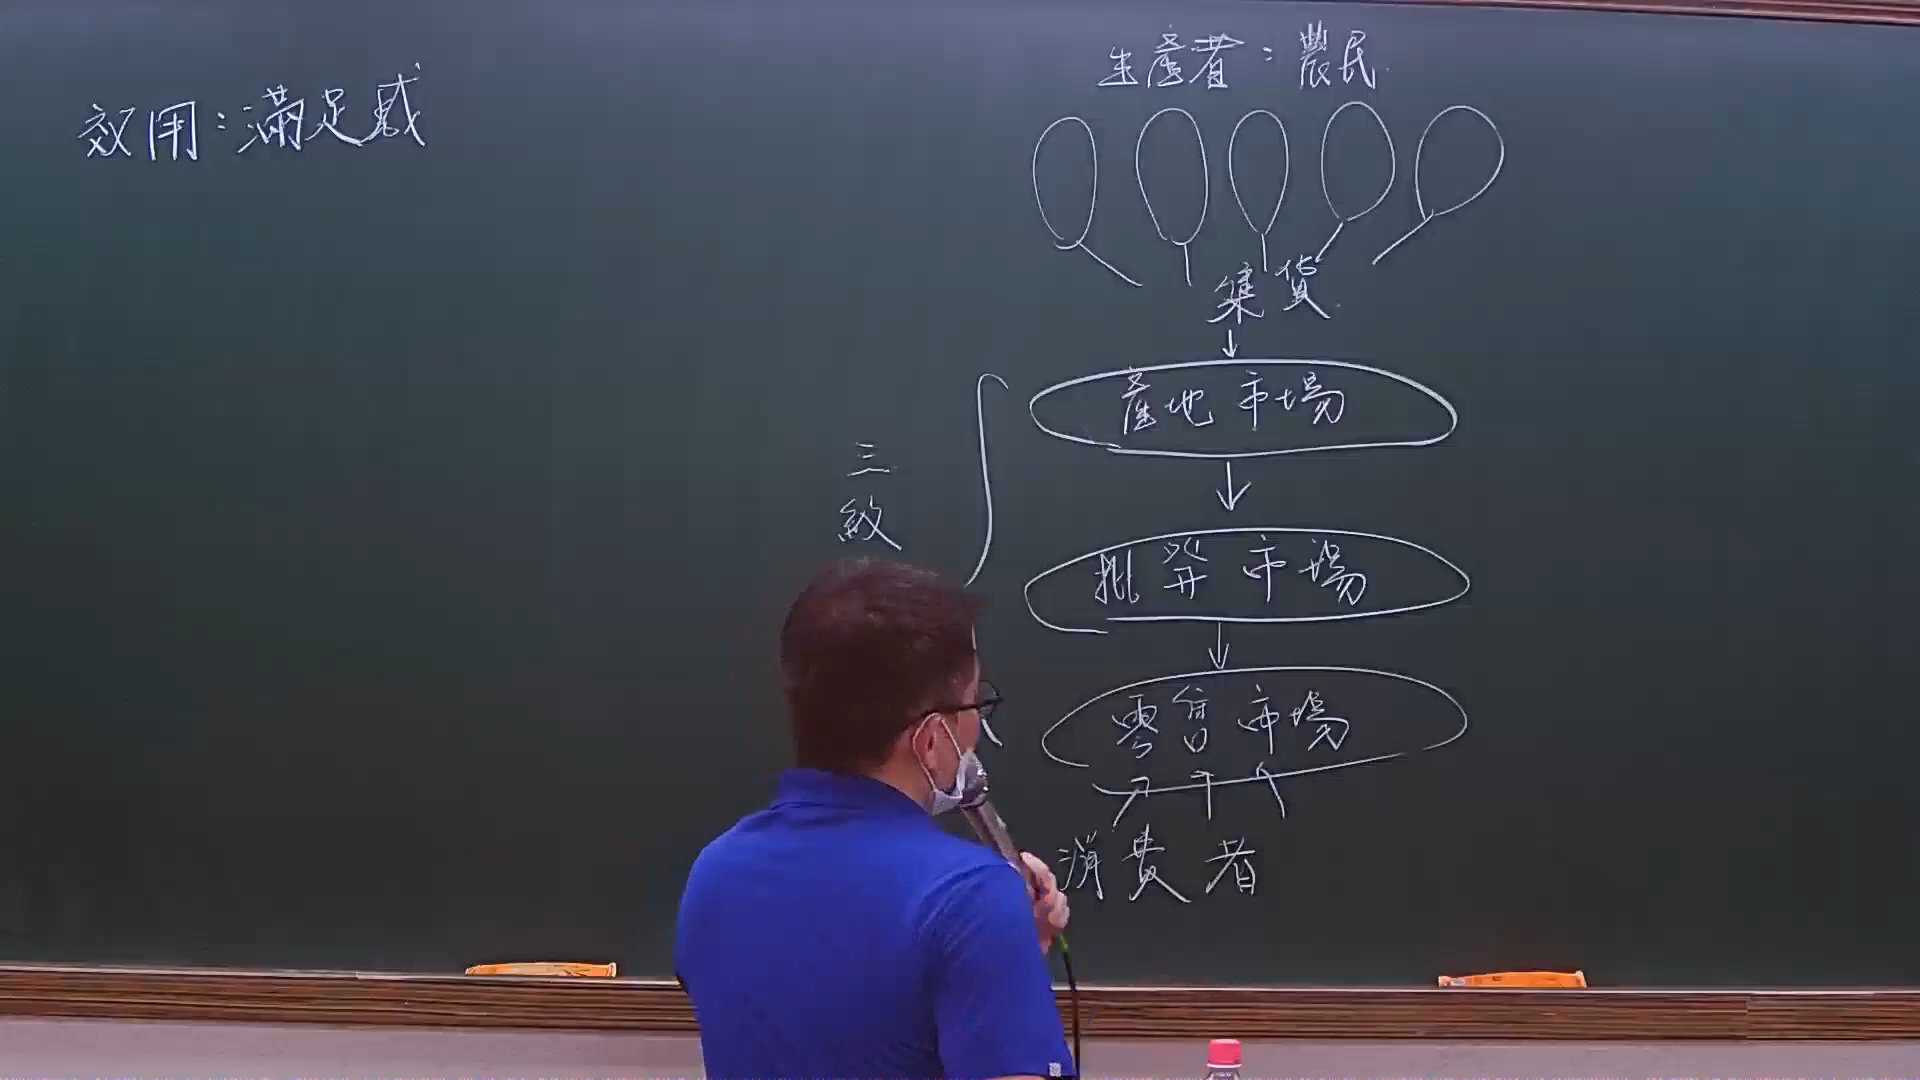 效用：滿足感
生產者：農民
集貨
產地市場
三
級
批発市場
零售市場
消費者